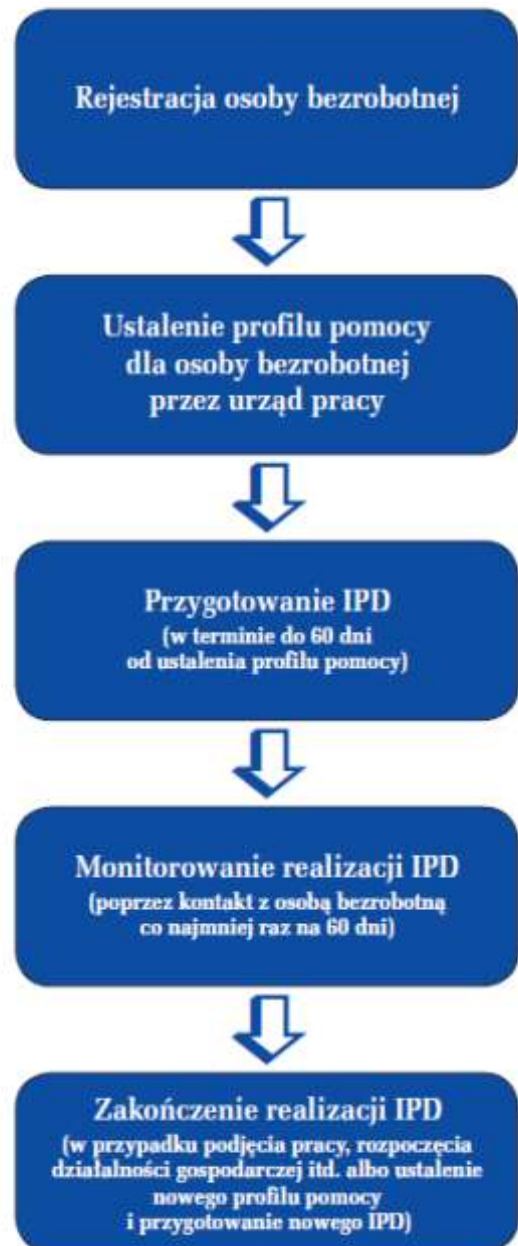 Rejestracja osoby bezrobotnej
Ustalenie profilu pomocy
dla osoby bezrobotnej
przez urząd pracy
Przygotowanie IPD
(w terminie do 60 dni
od ustalenia profilu pomocy)
Monitorowanie realizacji IPD
(poprzez kontakt z osobą bezrobotną
co najmniej raz na 60 dni)
Zakończenie realizacji IPD
(w przypadku podjęcia pracy, rozpoczęcia
działalności gospodarczej itd. albo ustalenie
nowego profilu pomocy
i przygotowanie nowego IPD)